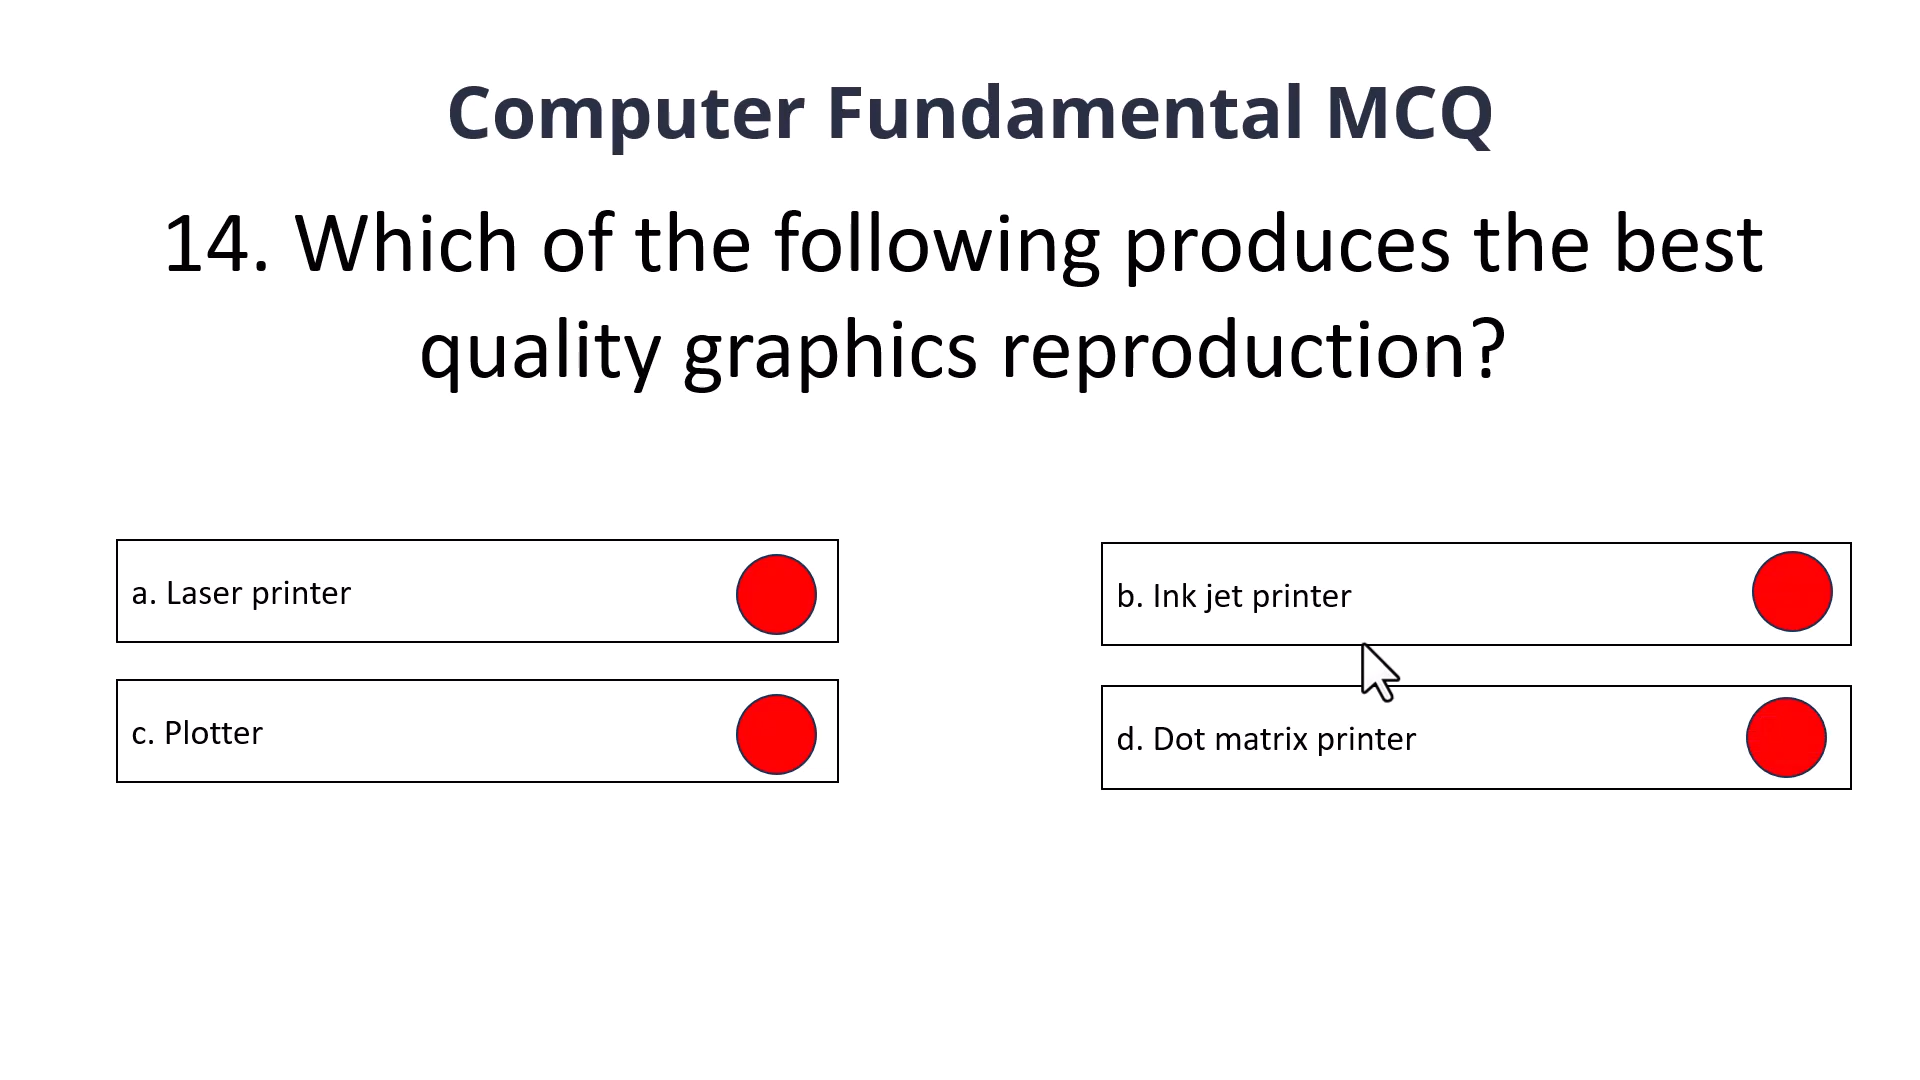 Computer Fundamental MCQ
14. Which of the following produces the best
quality graphics reproduction?
a. Laser printer
b. Ink jet printer
c. Plotter
d. Dot matrix printer